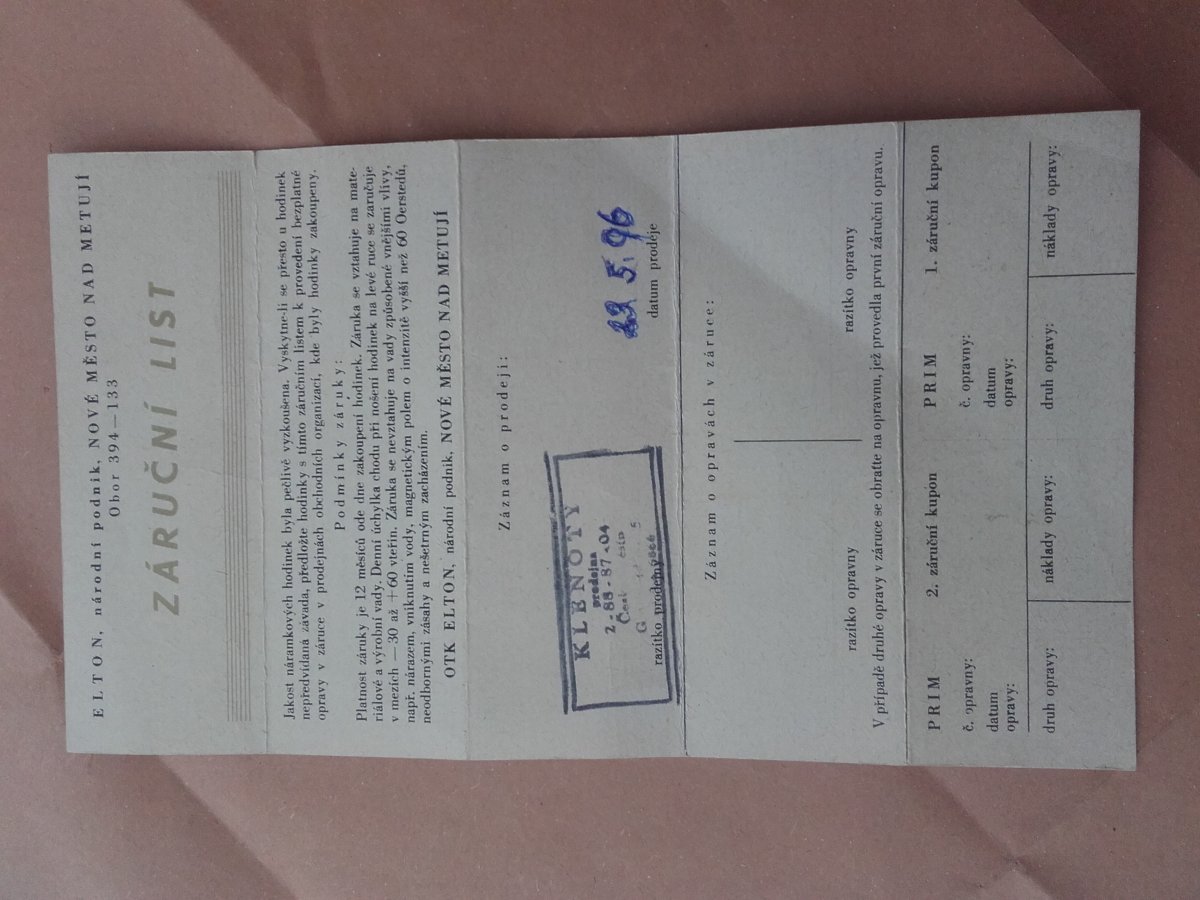 ELTON, národní podnik, NOVÉ MĚSTO NAD METUJÍ
Obor 394—133
ZÁRUČNÍ LIST
Jakost náramkových hodinek byla pečlivě vyzkoušena. Vyskytne-li se přesto u hodinek
nepředvídaná závada, předložte hodinky s tímto záručním listem k provedení bezplatné
opravy v záruce v prodejnách obchodních organizací, kde byly hodinky zakoupeny.
Podmínky záruky:
Platnost záruky je 12 měsíců ode dne zakoupení hodinek. Záruka se vztahuje na mate-
riálové a výrobní vady. Denní úchylka chodu při nošení hodinek na levé ruce se zaručuje
v mezích —30 až +60 vteřin. Záruka se nevztahuje na vady způsobené vnějšími vlivy,
např. nárazem, vniknutím vody, magnetickým polem o intenzitě vyšší než 60 Oerstedů,
neodbornými zásahy a nešetrným zacházením.
OTK ELTON, národní podnik, NOVÉ MĚSTO NAD METUJÍ
Záznam o prodeji:
KLENOTY
prodejna
2-88-87-04
Česk
G
5
razítko prodejny
5. 96
datum prodeje
Záznam o opravách v záruce:
razítko opravny
razítko opravny
V případě druhé opravy v záruce se obraťte na opravnu, jež provedla první záruční opravu.
PRIM 2. záruční kupon
č. opravny:
datum
opravy:
druh opravy: náklady opravy:
PRIM 1. záruční kupon
č. opravny:
datum
opravy:
druh opravy: náklady opravy: